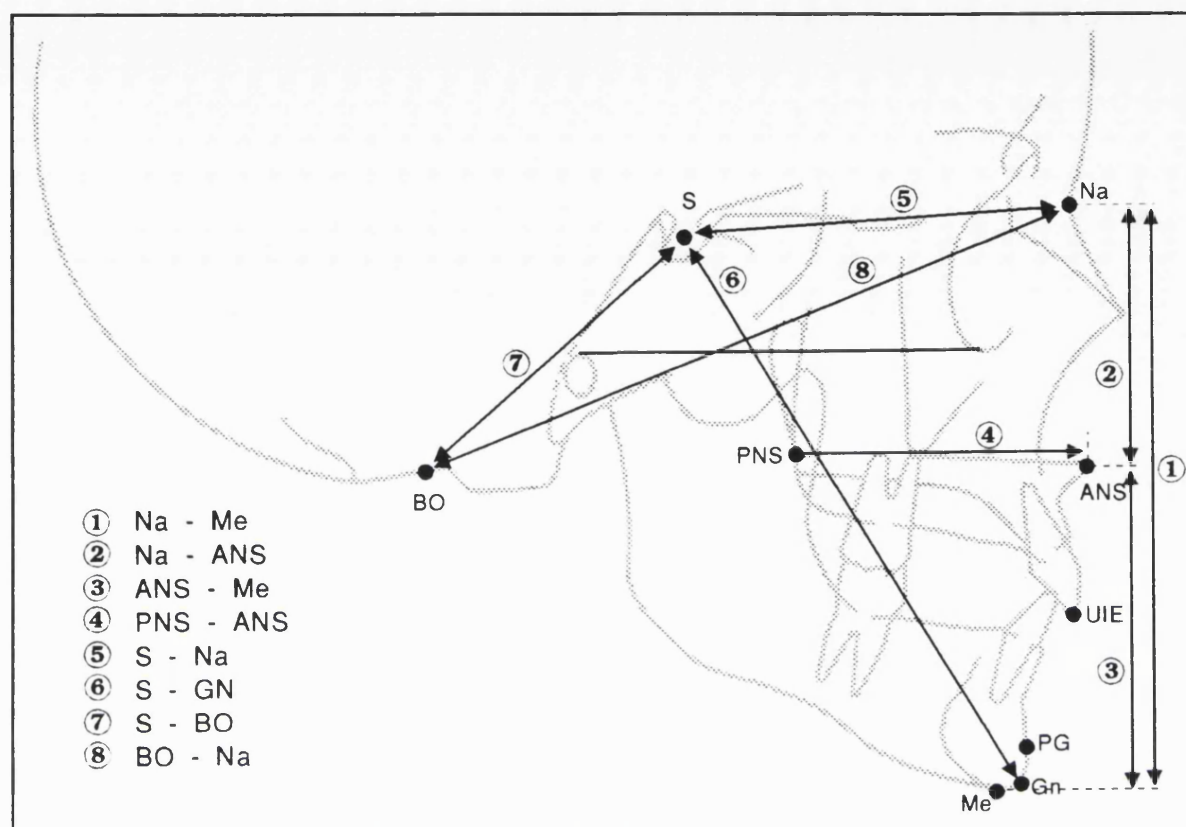 S
Na
⑤
⑥
⑧
⑦
②
PNS
④
ANS
①
BO
① Na - Me
② Na - ANS
③ ANS - Me
④ PNS - ANS
⑤ S - Na
⑥ S - GN
⑦ S - BO
⑧ BO - Na
UIE
③
PG
Gn
Me